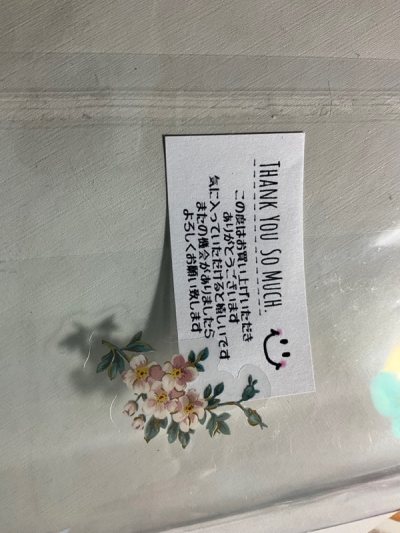 THANK YOU SO MUCH.
この度はお買い上げいただき
ありがとうございます
気に入っていただけると嬉しいです
またの機会がありましたら
よろしくお願い致します